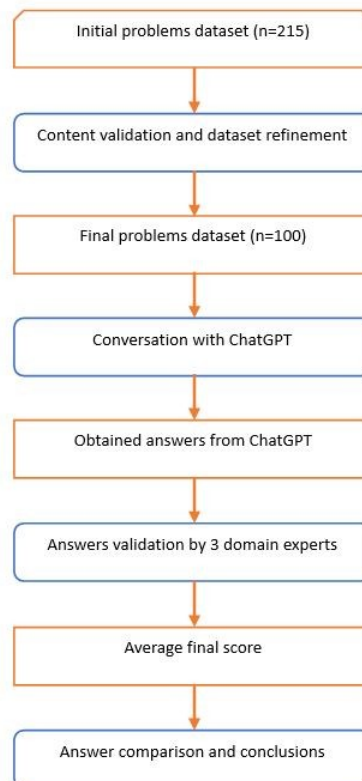 Initial problems dataset (n=215)
Content validation and dataset refinement
Final problems dataset (n=100)
Conversation with ChatGPT
Obtained answers from ChatGPT
Answers validation by 3 domain experts
Average final score
Answer comparison and conclusions